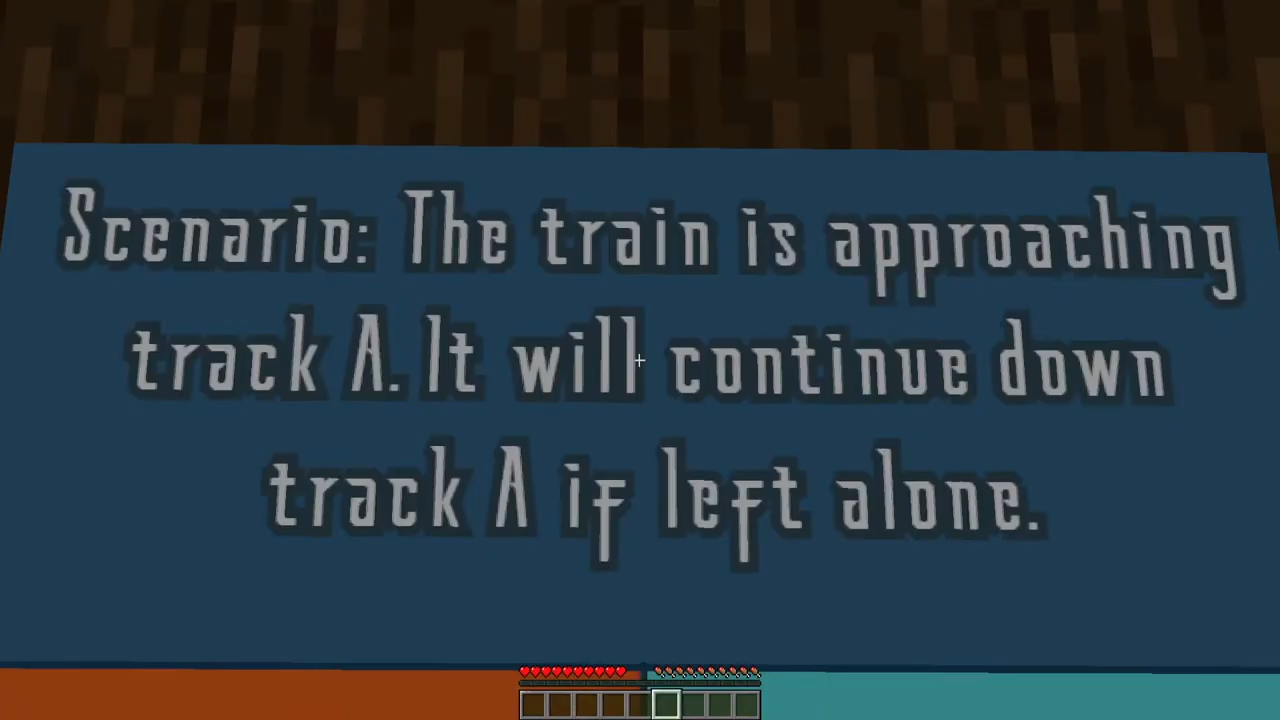 Scenario: The train is approaching
track A. It will continue down
track A if left alone.